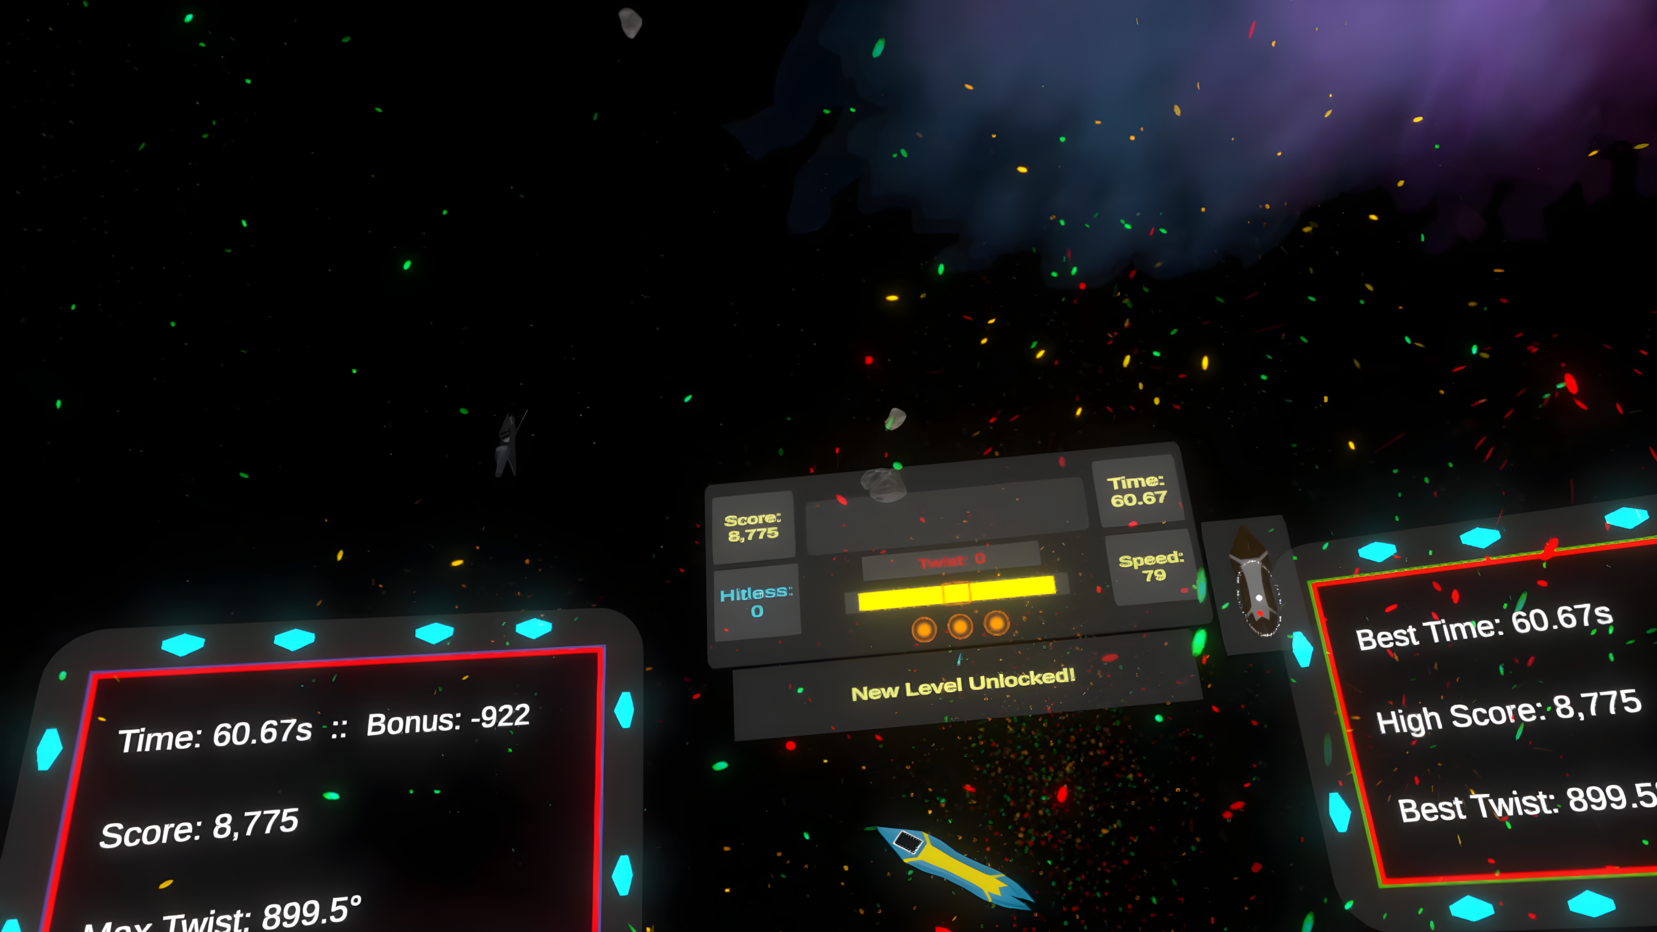 Score:
8,775
Time:
60.67
Twist: 0
Hitless:
0
Speed:
79
New Level Unlocked!
Time: 60.67s :: Bonus: -922
Score: 8,775
Max Twist: 899.5°
Best Time: 60.67s
High Score: 8,775
Best Twist: 899.5